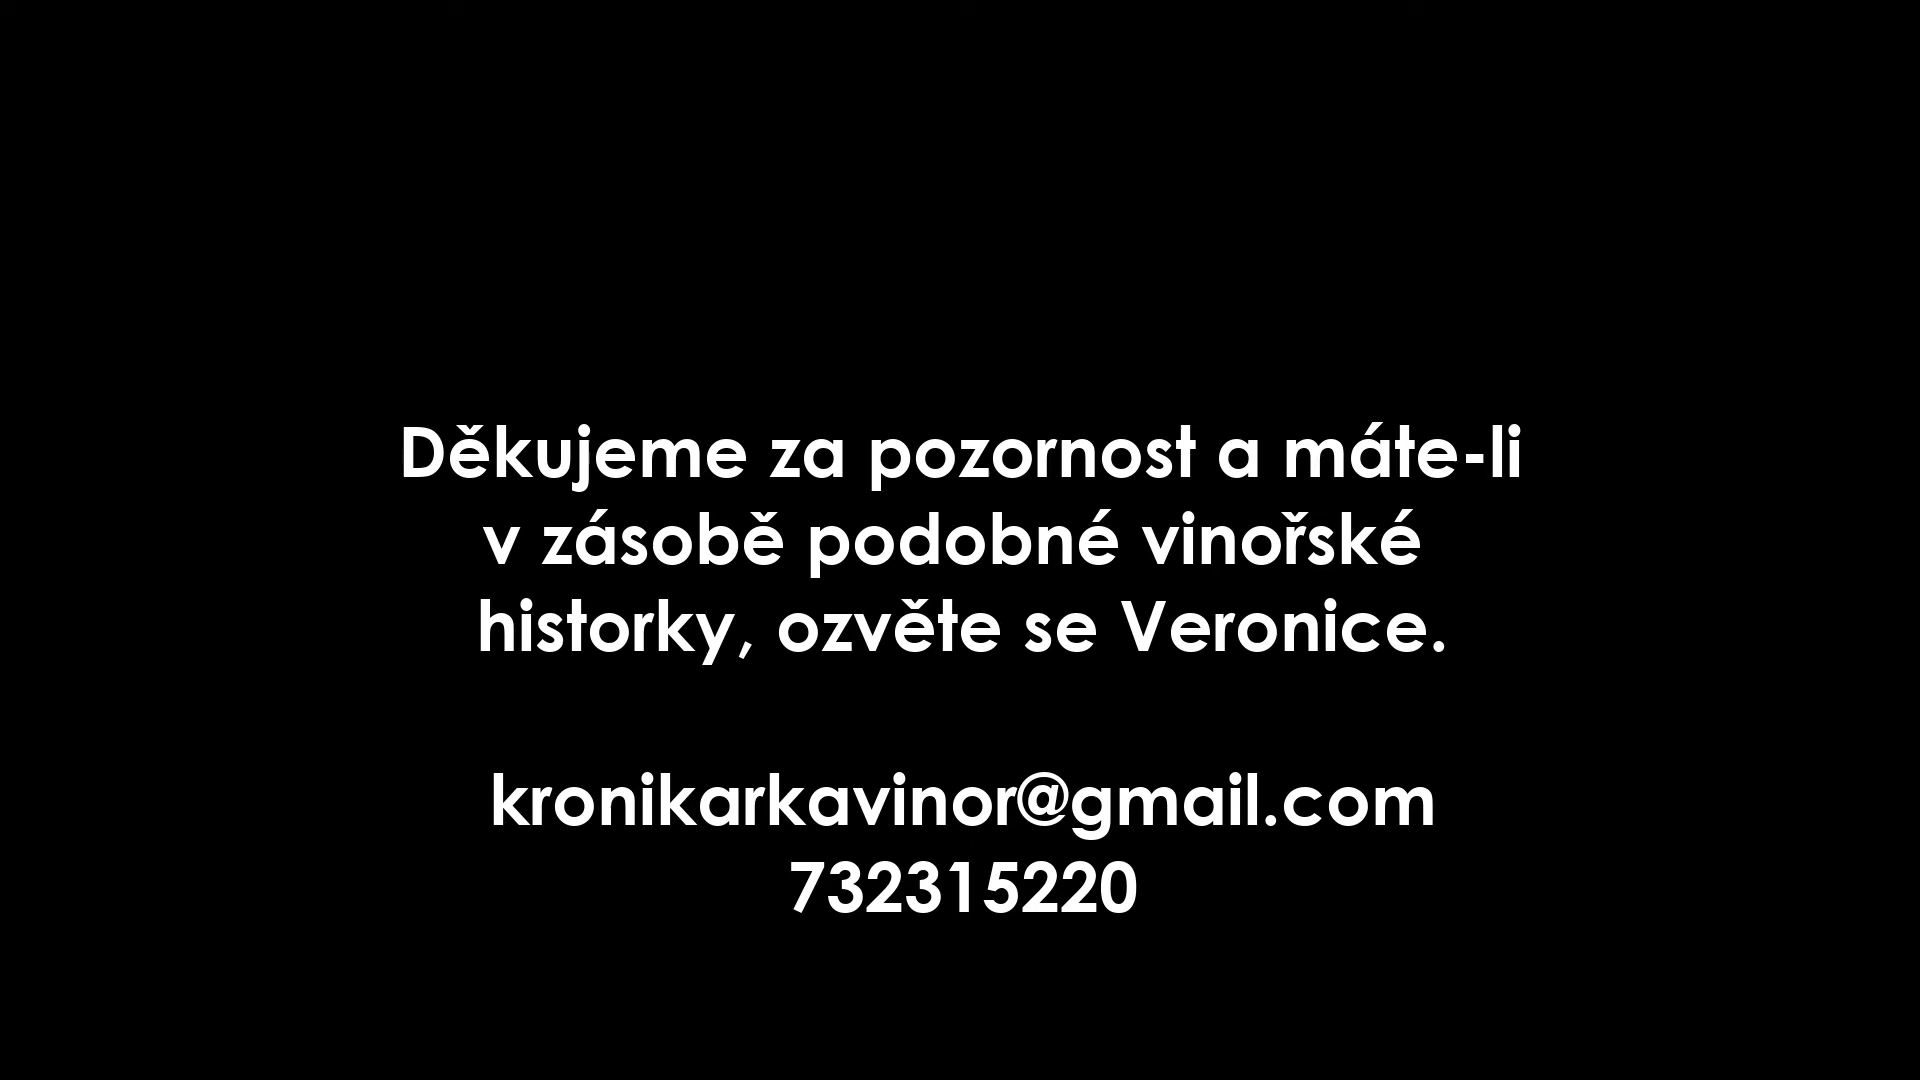 Děkujeme za pozornost a máte-li
v zásobě podobné vinořské
historky, ozvěte se Veronice.
kronikarkavinor@gmail.com
732315220